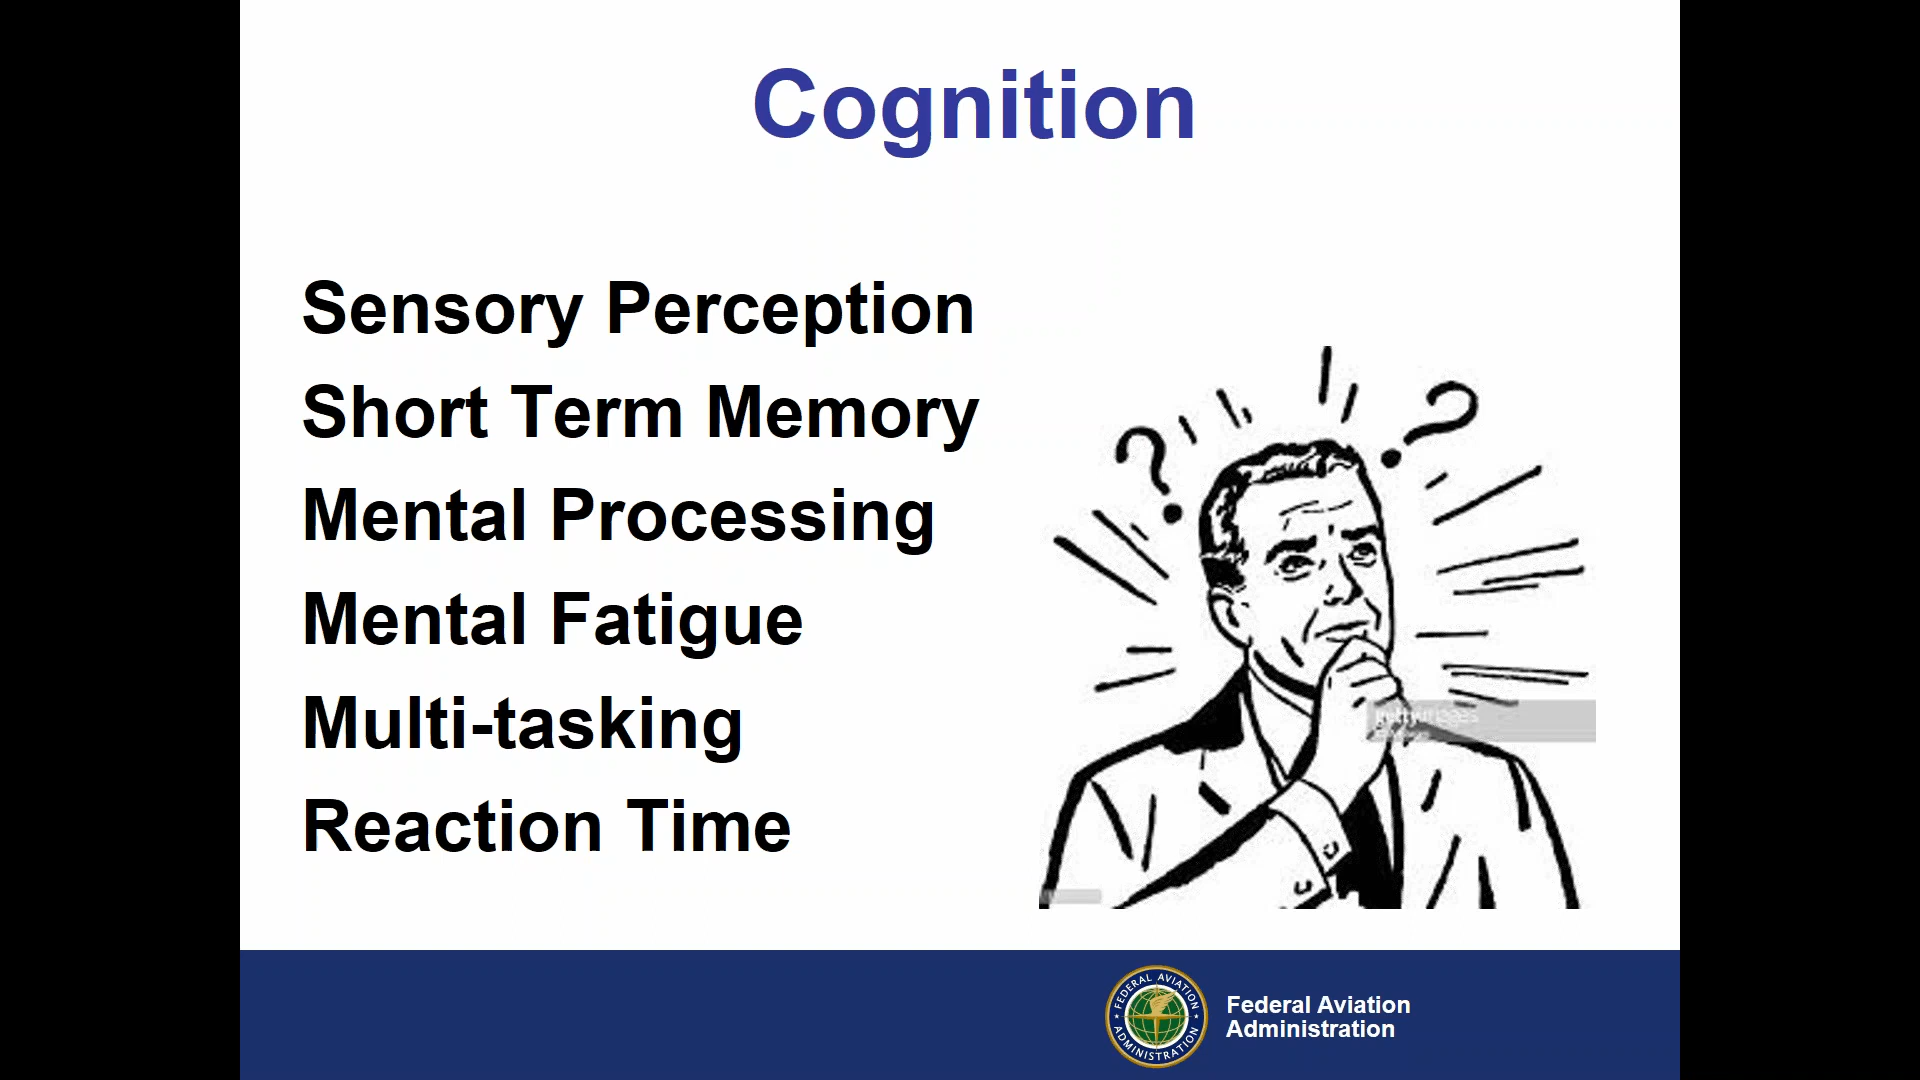 Cognition
Sensory Perception
Short Term Memory
Mental Processing
Mental Fatigue
Multi-tasking
Reaction Time
gettyimages
FEDERAL AVIATION
ADMINISTRATION
Federal Aviation
Administration